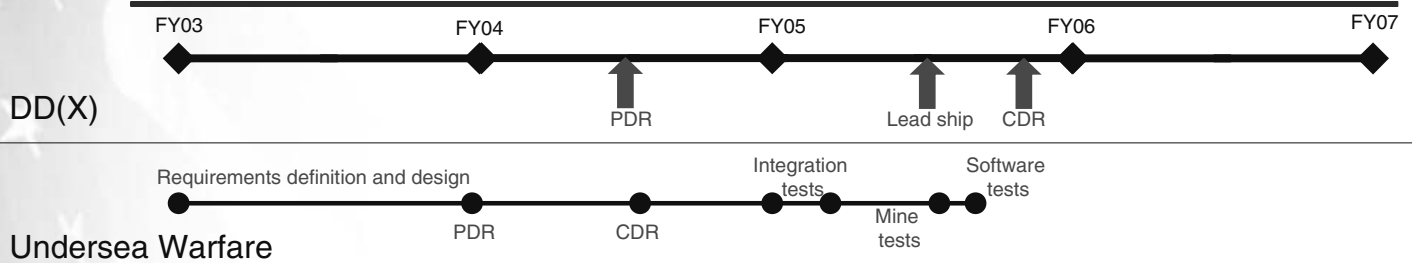 FY03 FY04 FY05 FY06 FY07
DD(X)
PDR Lead ship CDR
Requirements definition and design
Integration
tests
Software
tests
PDR CDR
Mine
tests
Undersea Warfare